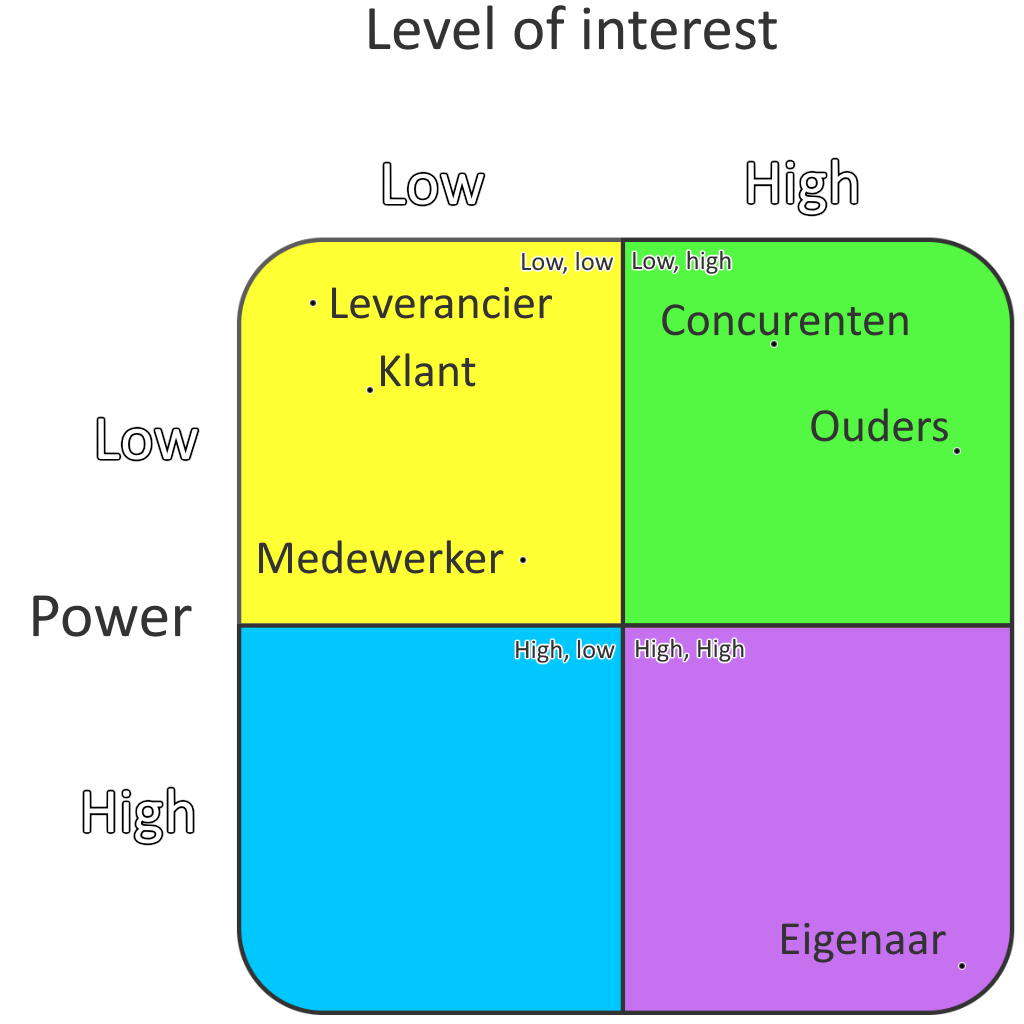 Level of interest
Low
High
Low, low
Low, high
Leverancier
Concurenten
Klant
Ouders
Low
Medewerker
Power
High, low
High, High
High
Eigenaar